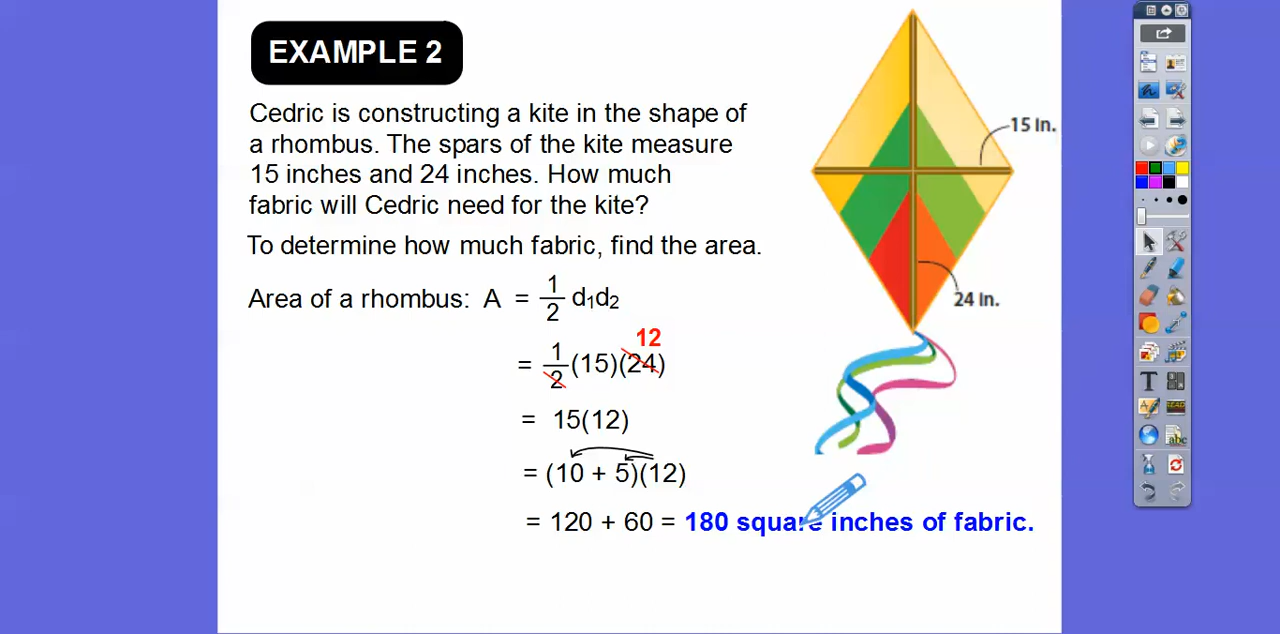 EXAMPLE 2
Cedric is constructing a kite in the shape of
a rhombus. The spars of the kite measure
15 inches and 24 inches. How much
fabric will Cedric need for the kite?
To determine how much fabric, find the area.
Area of a rhombus: A = 1/2 d₁d₂
12
= 1/2 (15)(24)
= 15(12)
= (10 + 5)(12)
= 120 + 60 = 180 square inches of fabric.
15 in.
24 in.
T
abc